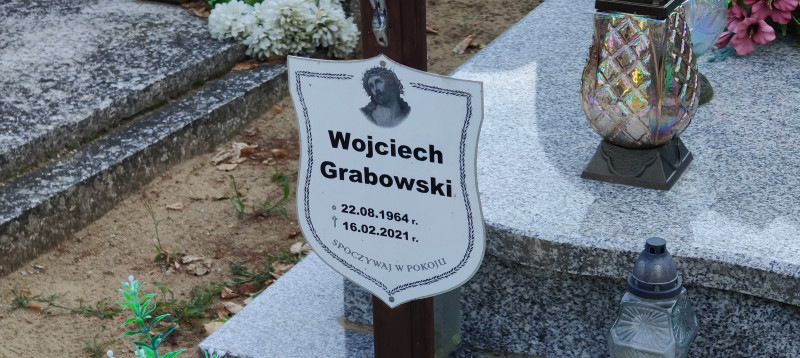 Wojciech
Grabowski
22.08.1964 r.
16.02.2021 r.
SPOCZYWAJ W POKOJU